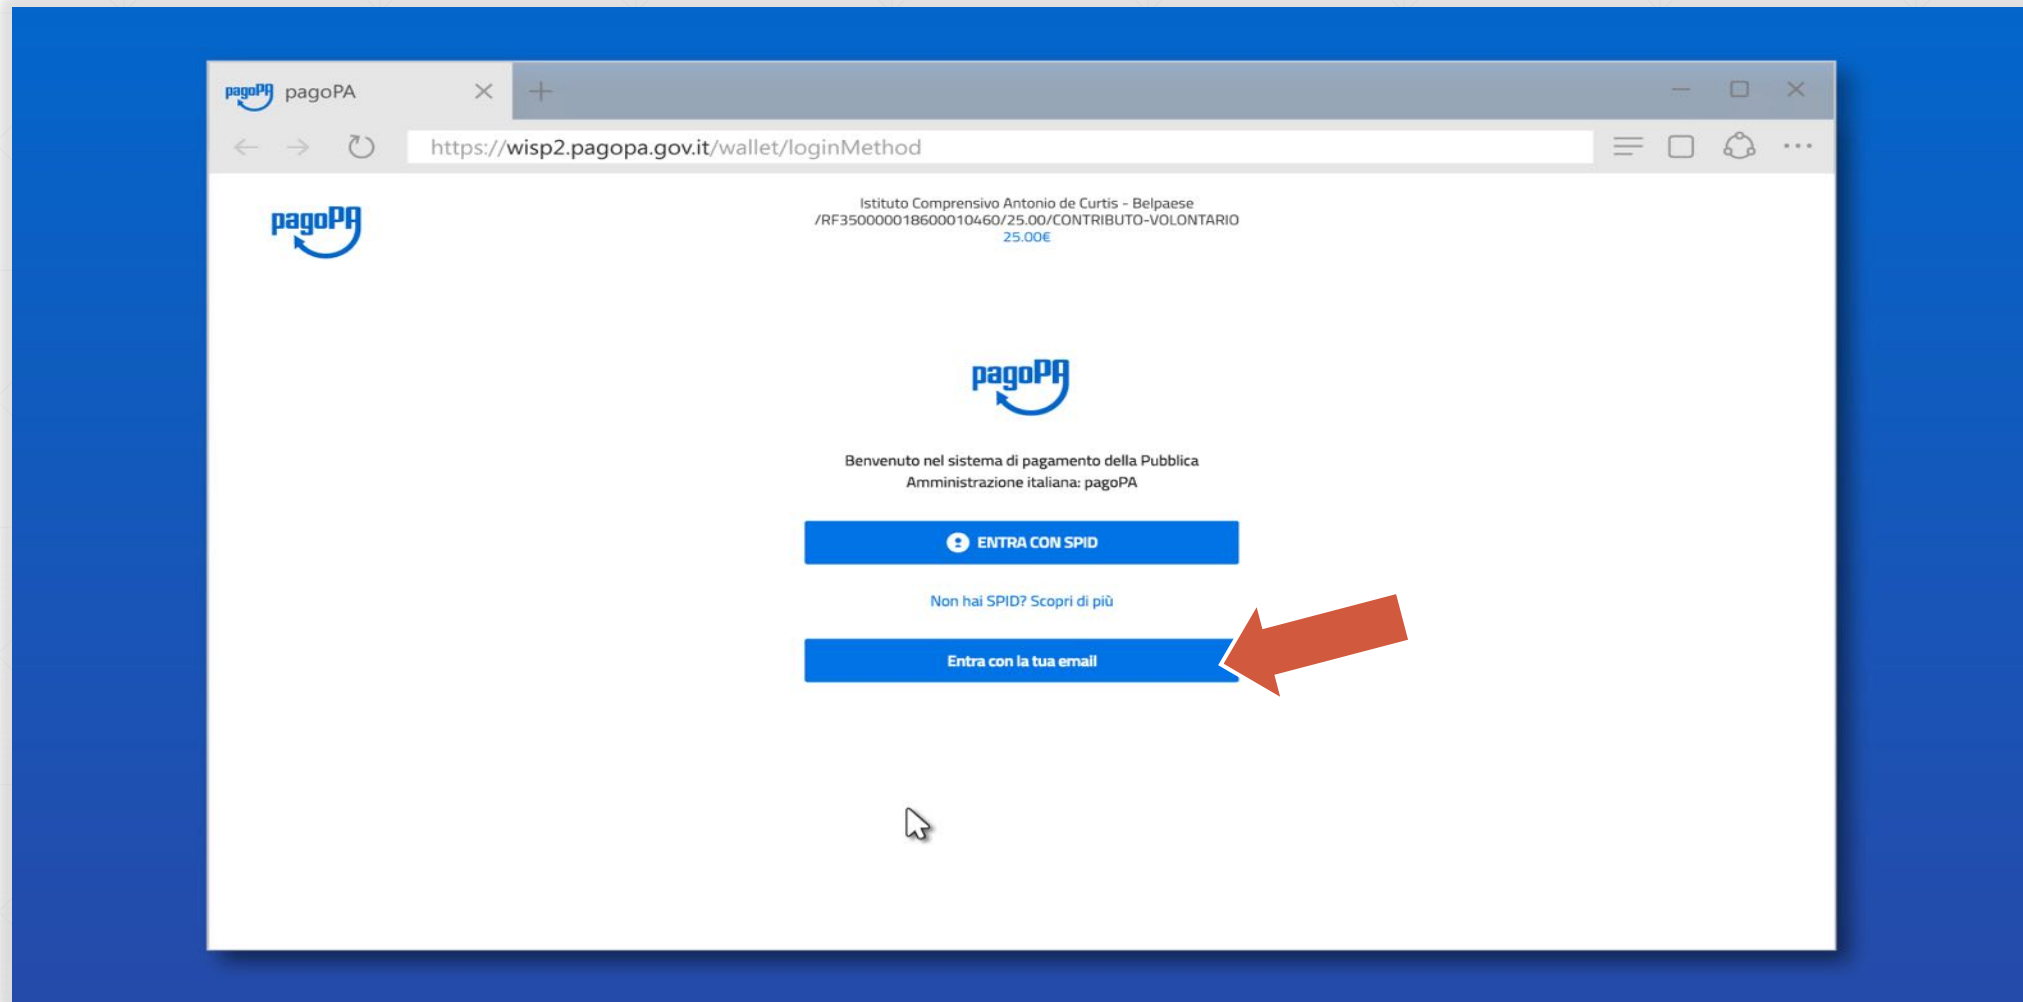 pagoPA pagoPA
https://wisp2.pagopa.gov.it/wallet/loginMethod
pagoPA
Istituto Comprensivo Antonio de Curtis - Belpaese
/RF350000018600010460/25.00/CONTRIBUTO-VOLONTARIO
25.00€
pagoPA
Benvenuto nel sistema di pagamento della Pubblica
Amministrazione italiana: pagoPA
ENTRA CON SPID
Non hai SPID? Scopri di più
Entra con la tua email